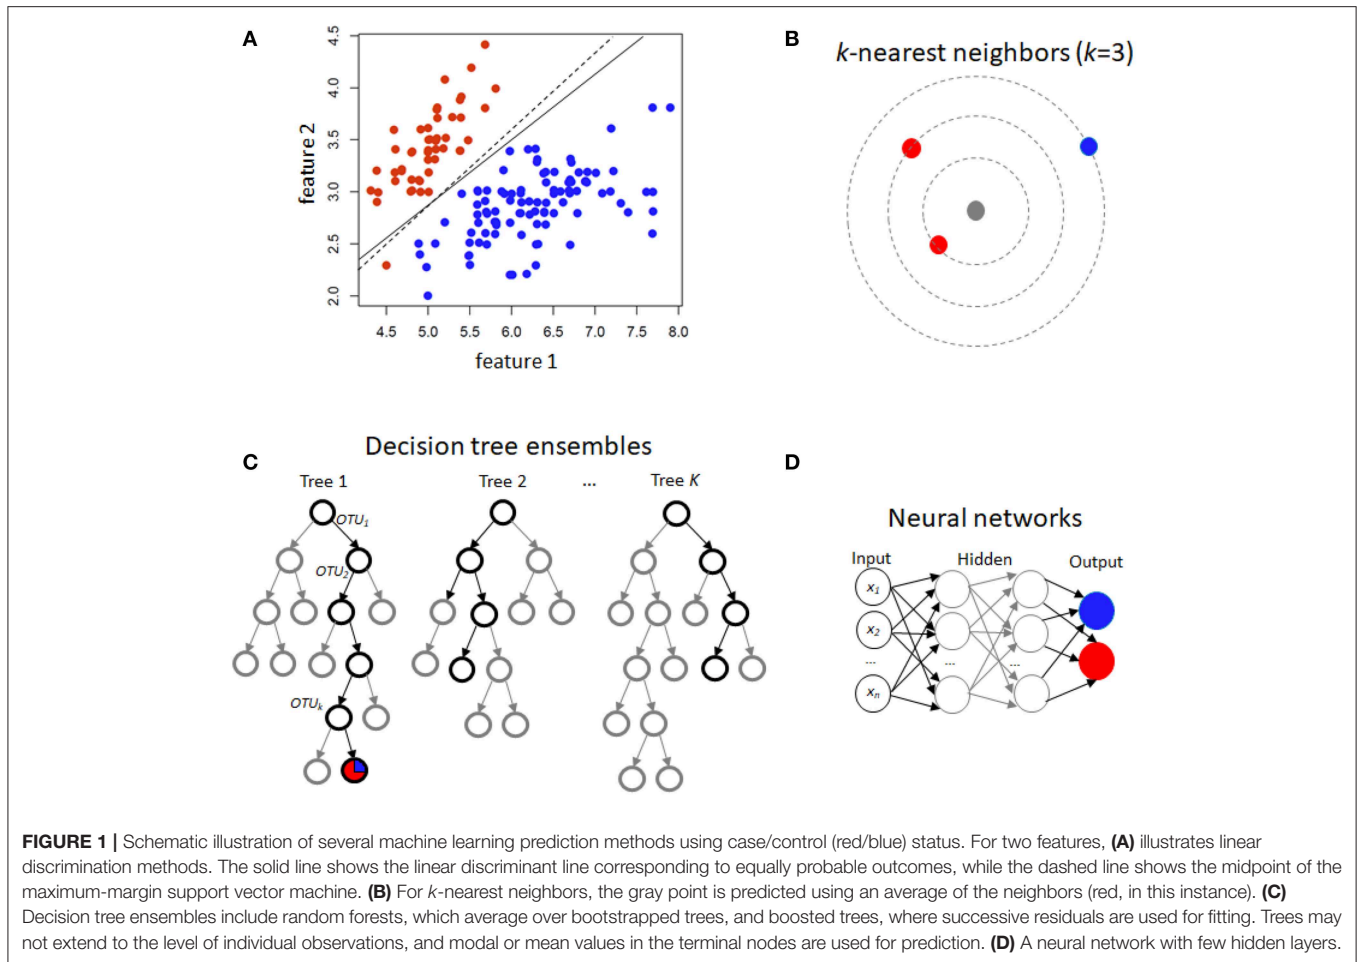 A
4.5
4.0
3.5
3.0
2.5
2.0
feature 2
4.5 5.0 5.5 6.0 6.5 7.0 7.5 8.0
feature 1
B
k-nearest neighbors (k=3)
C
Decision tree ensembles
Tree 1 Tree 2 ... Tree K
OTU1
OTU2
OTUk
D
Neural networks
Input Hidden Output
x1
x2
... ... ...
xn
FIGURE 1 | Schematic illustration of several machine learning prediction methods using case/control (red/blue) status. For two features, (A) illustrates linear
discrimination methods. The solid line shows the linear discriminant line corresponding to equally probable outcomes, while the dashed line shows the midpoint of the
maximum-margin support vector machine. (B) For k-nearest neighbors, the gray point is predicted using an average of the neighbors (red, in this instance). (C)
Decision tree ensembles include random forests, which average over bootstrapped trees, and boosted trees, where successive residuals are used for fitting. Trees may
not extend to the level of individual observations, and modal or mean values in the terminal nodes are used for prediction. (D) A neural network with few hidden layers.